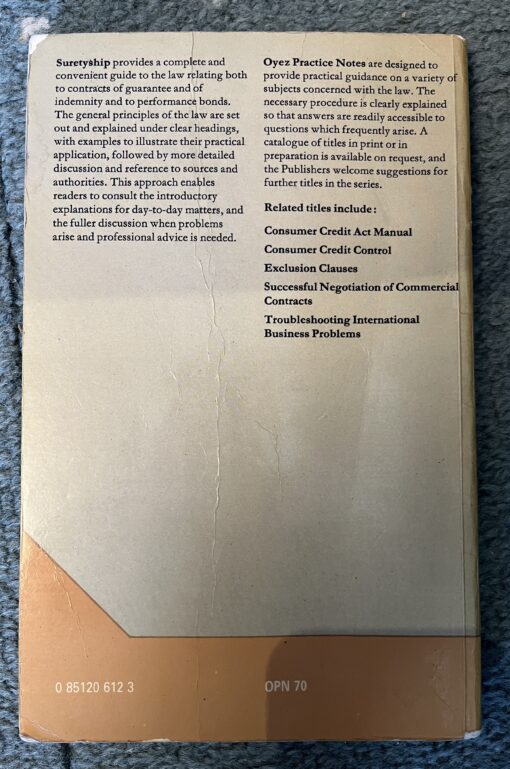 Suretyship provides a complete and
convenient guide to the law relating both
to contracts of guarantee and of
indemnity and to performance bonds.
The general principles of the law are set
out and explained under clear headings,
with examples to illustrate their practical
application, followed by more detailed
discussion and reference to sources and
authorities. This approach enables
readers to consult the introductory
explanations for day-to-day matters, and
the fuller discussion when problems
arise and professional advice is needed.
Oyez Practice Notes are designed to
provide practical guidance on a variety of
subjects concerned with the law. The
necessary procedure is clearly explained
so that answers are readily accessible to
questions which frequently arise. A
catalogue of titles in print or in
preparation is available on request, and
the Publishers welcome suggestions for
further titles in the series.
Related titles include:
Consumer Credit Act Manual
Consumer Credit Control
Exclusion Clauses
Successful Negotiation of Commercial
Contracts
Troubleshooting International
Business Problems
0 85120 612 3
OPN 70